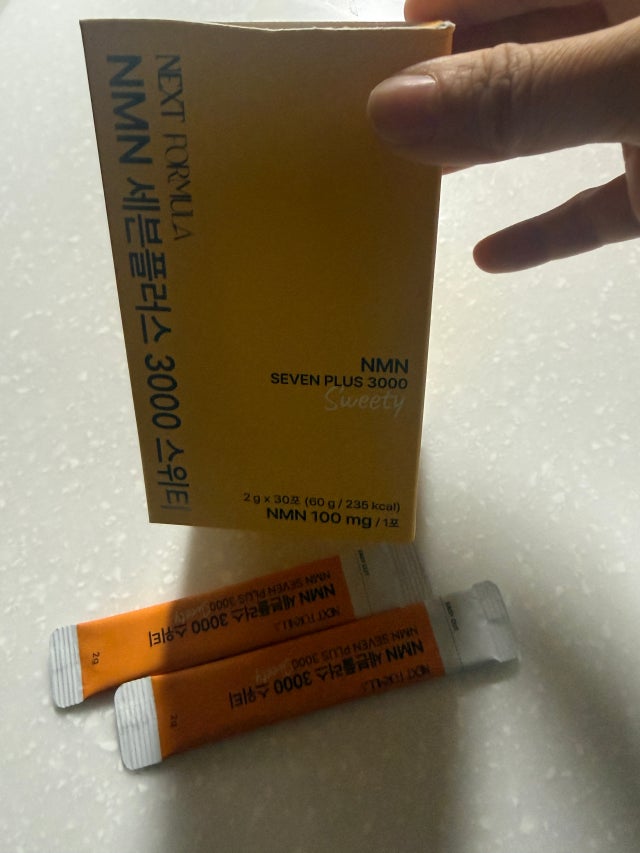 NEXT FORMULA
NMN 세븐플러스 3000 스위티
NMN
SEVEN PLUS 3000
Sweety
2 g x 30포 (60 g / 235 kcal)
NMN 100 mg / 1포
NEXT FORMULA
NMN 세븐플러스 3000 스위티
NMN SEVEN PLUS 3000 Sweety
2g
NEXT FORMULA
NMN 세븐플러스 3000 스위티
NMN SEVEN PLUS 3000 Sweety
2g